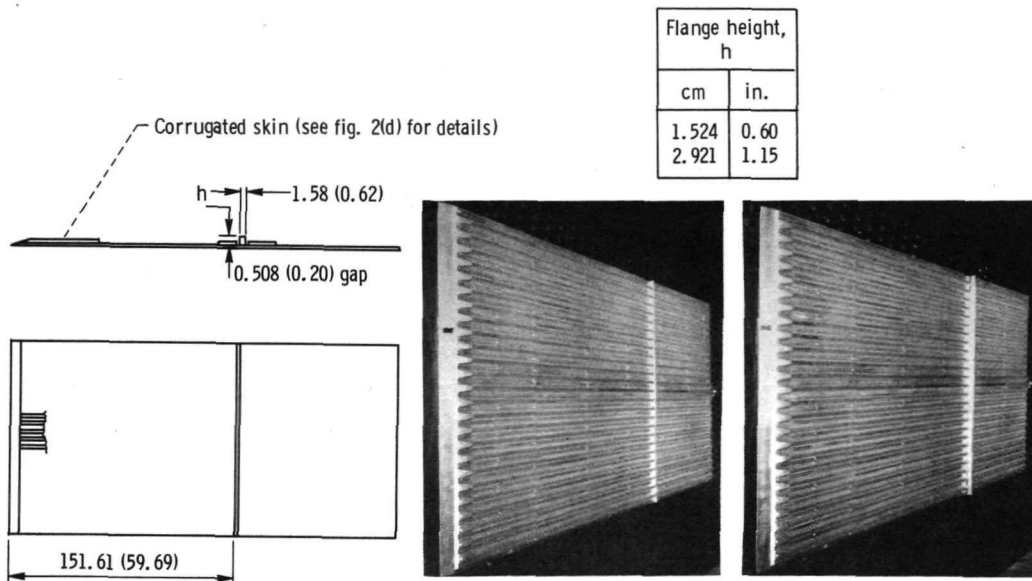 Flange height,
h
cm in.
1.524 0.60
2.921 1.15
Corrugated skin (see fig. 2(d) for details)
h
1.58 (0.62)
0.508 (0.20) gap
151.61 (59.69)